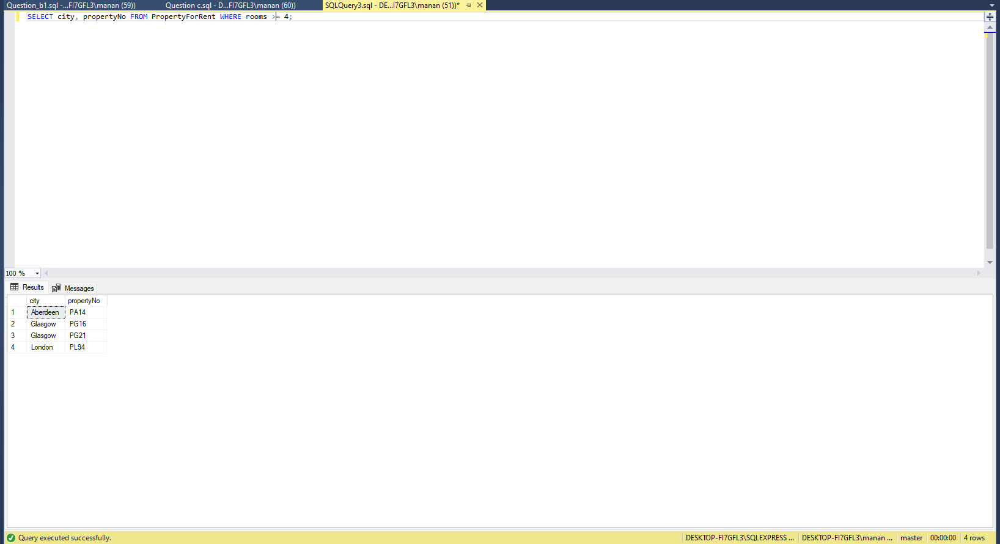 Question_b1.sql -...FI7GFL3\manan (59)) Question c.sql - D...FI7GFL3\manan (60)) SQLQuery3.sql - DE...I7GFL3\manan (51))*
SELECT city, propertyNo FROM PropertyForRent WHERE rooms >= 4;
100 %
Results Messages
city propertyNo
1 Aberdeen PA14
2 Glasgow PG16
3 Glasgow PG21
4 London PL94
Query executed successfully. DESKTOP-FI7GFL3\SQLEXPRESS ... DESKTOP-FI7GFL3\manan ... master 00:00:00 4 rows